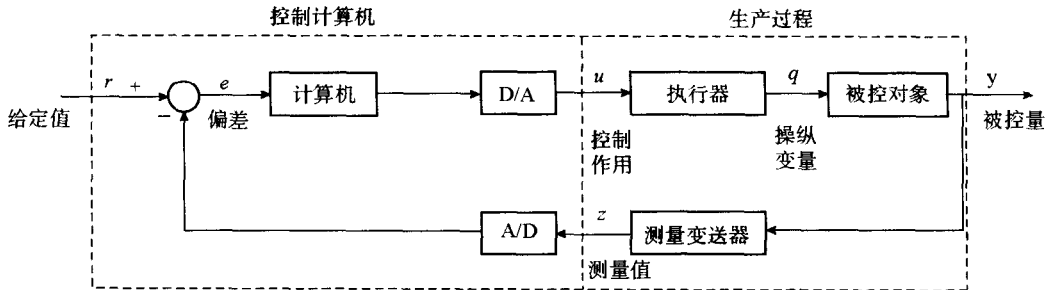 控制计算机
生产过程
r
+
e
计算机
D/A
u
执行器
q
被控对象
y
给定值
−
偏差
控制
作用
操纵
变量
被控量
A/D
z
测量变送器
测量值